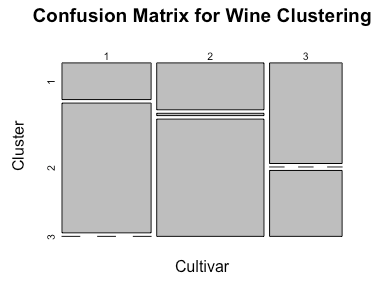 Confusion Matrix for Wine Clustering
1 2 3
1
2
3
Cluster
Cultivar